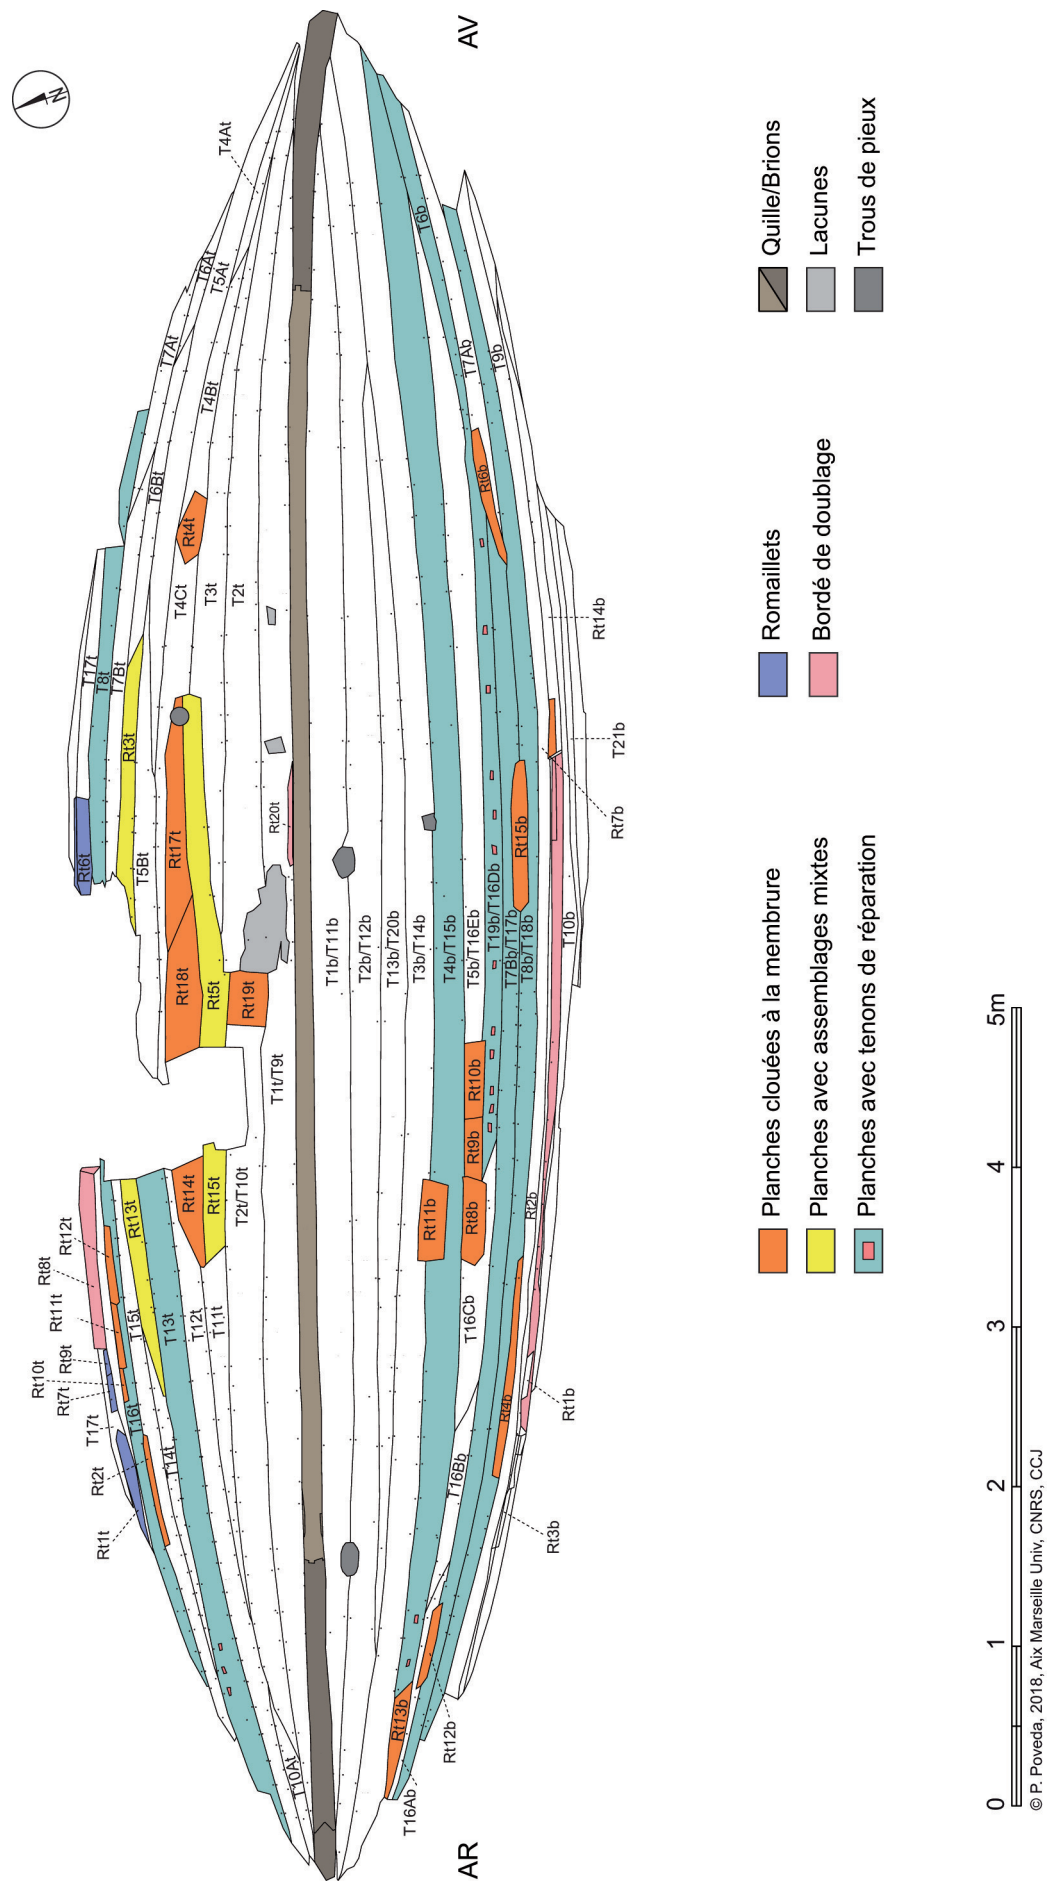 N
AV
AR
T4At
T6At
T5At
T7At
T4Bt
T6Bt
Rt4t
T4Ct
T3t
T2t
T17t
T8t
T7Bt
Rt3t
Rt6t
T5Bt
Rt17t
Rt18t
Rt5t
Rt19t
Rt20t
T1t/T9t
Rt12t
Rt8t
Rt11t
Rt9t
Rt10t
Rt7t
T17t
Rt2t
Rt1t
Rt13t
T15t
T16t
T13t
T14t
Rt14t
Rt15t
T2t/T10t
T12t
T11t
T10At
T1b/T11b
T2b/T12b
T13b/T20b
T3b/T14b
T4b/T15b
T5b/T16Eb
T19b/T16Db
T7Bb/T17b
T8b/T18b
T10b
T6b
T7Ab
T9b
Rt6b
Rt14b
T21b
Rt7b
Rt15b
Rt10b
Rt9b
Rt8b
Rt11b
Rt2b
T16Cb
Rt4b
Rt1b
T16Bb
Rt3b
Rt12b
Rt13b
T16Ab
Planches clouées à la membrure
Planches avec assemblages mixtes
Planches avec tenons de réparation
Romaillets
Bordé de doublage
Quille/Brions
Lacunes
Trous de pieux
0 1 2 3 4 5m
© P. Poveda, 2018, Aix Marseille Univ, CNRS, CCJ